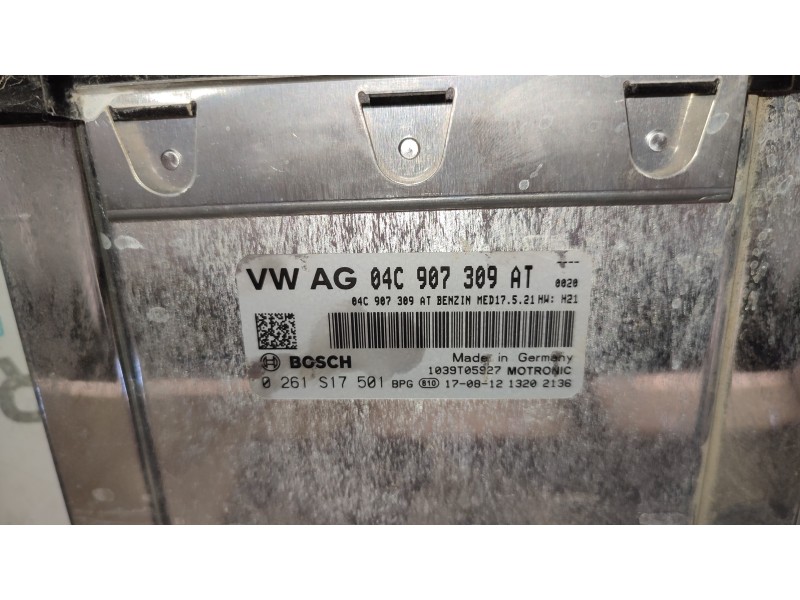 VW AG 04C 907 309 AT 0020
04C 907 309 AT BENZIN MED17.5.21 HW: H21
BOSCH Made in Germany
1039T05927 MOTRONIC
0 261 S17 501 BPG 810 17-08-12 1320 2136